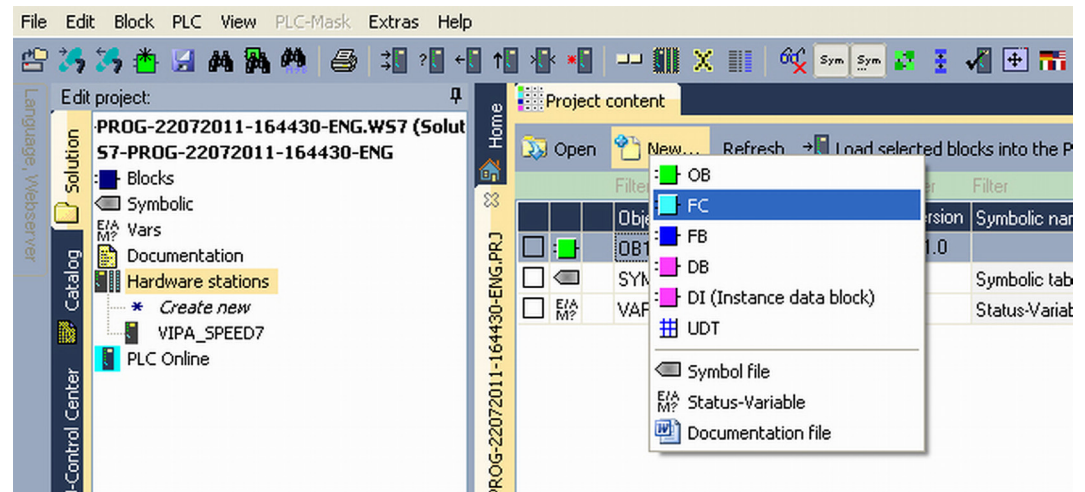 File Edit Block PLC View PLC-Mask Extras Help
Sym Sym
Edit project:
PROG-22072011-164430-ENG.WS7 (Solut
S7-PROG-22072011-164430-ENG
Blocks
Symbolic
E/A M? Vars
Documentation
Hardware stations
* Create new
VIPA_SPEED7
PLC Online
Language, Webserver
Solution
Catalog
-Control Center
Home
PROG-22072011-164430-ENG.PRJ
Project content
Open New... Refresh Load selected blocks into the P
Filter Filter
Obje rsion Symbolic nam
OB1 1.0
SYM Symbolic tab
E/A M? VAR Status-Variab
OB
FC
FB
DB
DI (Instance data block)
UDT
Symbol file
E/A M? Status-Variable
Documentation file